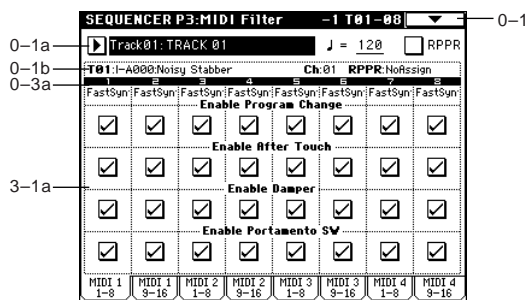 SEQUENCER P3:MIDI Filter −1 T01−08 0–1
0–1a Track01: TRACK 01 ♩ = 120 RPPR
0–1b T01:I−A000:Noisy Stabber Ch:01 RPPR:NoAssign
0–3a 1 2 3 4 5 6 7 8
FastSyn FastSyn FastSyn FastSyn FastSyn FastSyn FastSyn FastSyn
Enable Program Change
Enable After Touch
3–1a
Enable Damper
Enable Portamento SW
MIDI 1 1−8 MIDI 1 9−16 MIDI 2 1−8 MIDI 2 9−16 MIDI 3 1−8 MIDI 3 9−16 MIDI 4 1−8 MIDI 4 9−16